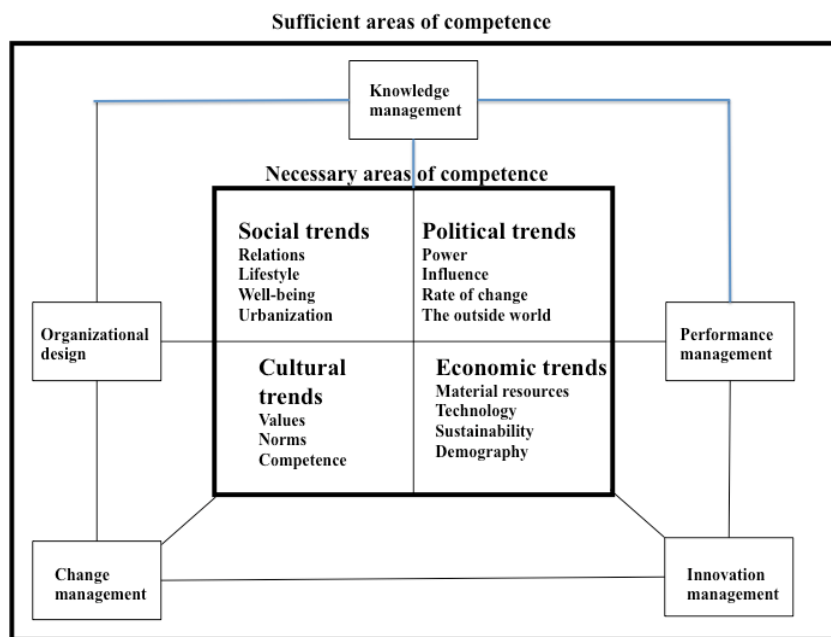 Sufficient areas of competence
Knowledge
management
Necessary areas of competence
Social trends
Relations
Lifestyle
Well-being
Urbanization
Political trends
Power
Influence
Rate of change
The outside world
Organizational
design
Performance
management
Cultural
trends
Values
Norms
Competence
Economic trends
Material resources
Technology
Sustainability
Demography
Change
management
Innovation
management